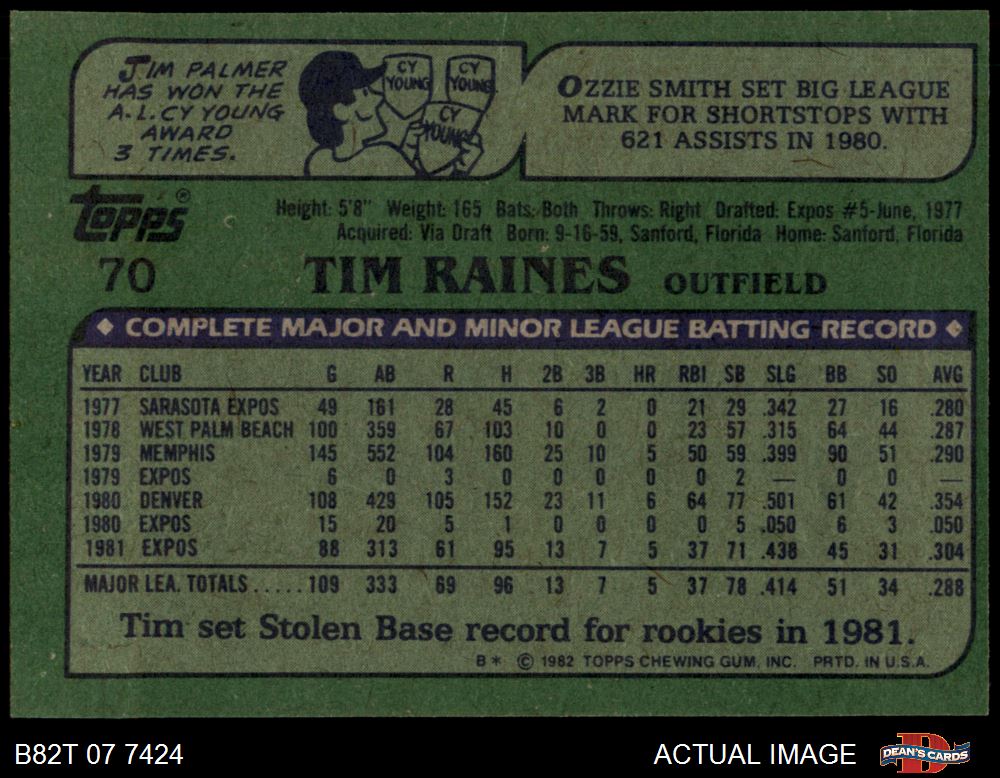 JIM PALMER
HAS WON THE
A.L. CY YOUNG
AWARD
3 TIMES.
CY
YOUNG
CY
YOUNG
CY
YOUNG
OZZIE SMITH SET BIG LEAGUE
MARK FOR SHORTSTOPS WITH
621 ASSISTS IN 1980.
Topps®
Height: 5'8" Weight: 165 Bats: Both Throws: Right Drafted: Expos #5-June, 1977
Acquired: Via Draft Born: 9-16-59, Sanford, Florida Home: Sanford, Florida
70 TIM RAINES OUTFIELD
◆ COMPLETE MAJOR AND MINOR LEAGUE BATTING RECORD ◆
YEAR CLUB G AB R H 2B 3B HR RBI SB SLG BB SO AVG
1977 SARASOTA EXPOS 49 161 28 45 6 2 0 21 29 .342 27 16 .280
1978 WEST PALM BEACH 100 359 67 103 10 0 0 23 57 .315 64 44 .287
1979 MEMPHIS 145 552 104 160 25 10 5 50 59 .399 90 51 .290
1979 EXPOS 6 0 3 0 0 0 0 0 2 — 0 0 —
1980 DENVER 108 429 105 152 23 11 6 64 77 .501 61 42 .354
1980 EXPOS 15 20 5 1 0 0 0 0 5 .050 6 3 .050
1981 EXPOS 88 313 61 95 13 7 5 37 71 .438 45 31 .304
MAJOR LEA. TOTALS.....109 333 69 96 13 7 5 37 78 .414 51 34 .288
Tim set Stolen Base record for rookies in 1981.
B* © 1982 TOPPS CHEWING GUM, INC. PRTD. IN U.S.A.
B82T 07 7424 ACTUAL IMAGE DEAN'S CARDS